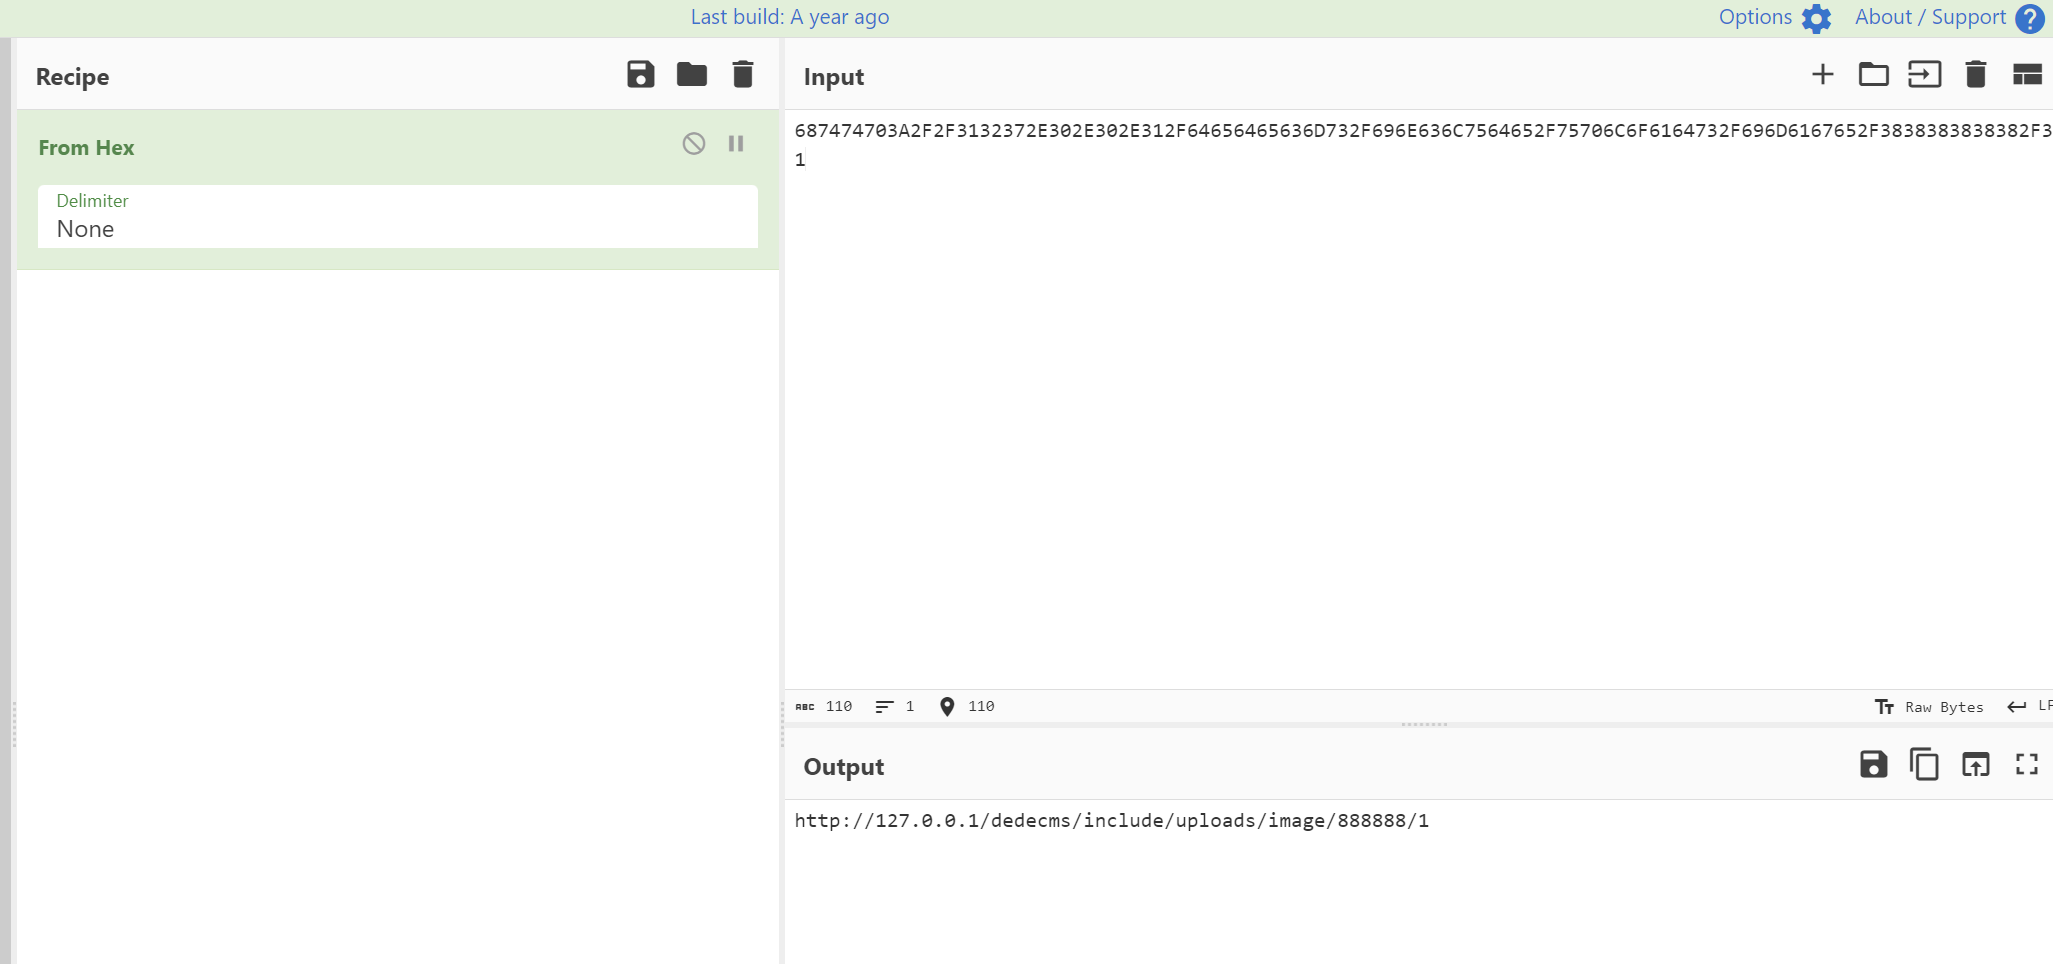 Last build: A year ago
Options
About / Support
Recipe
From Hex
Delimiter
None
Input
687474703A2F2F3132372E302E302E312F64656465636D732F696E636C7564652F75706C6F6164732F696D6167652F3838383838382F3
1
ABC 110 1 110
Raw Bytes LF
Output
http://127.0.0.1/dedecms/include/uploads/image/888888/1